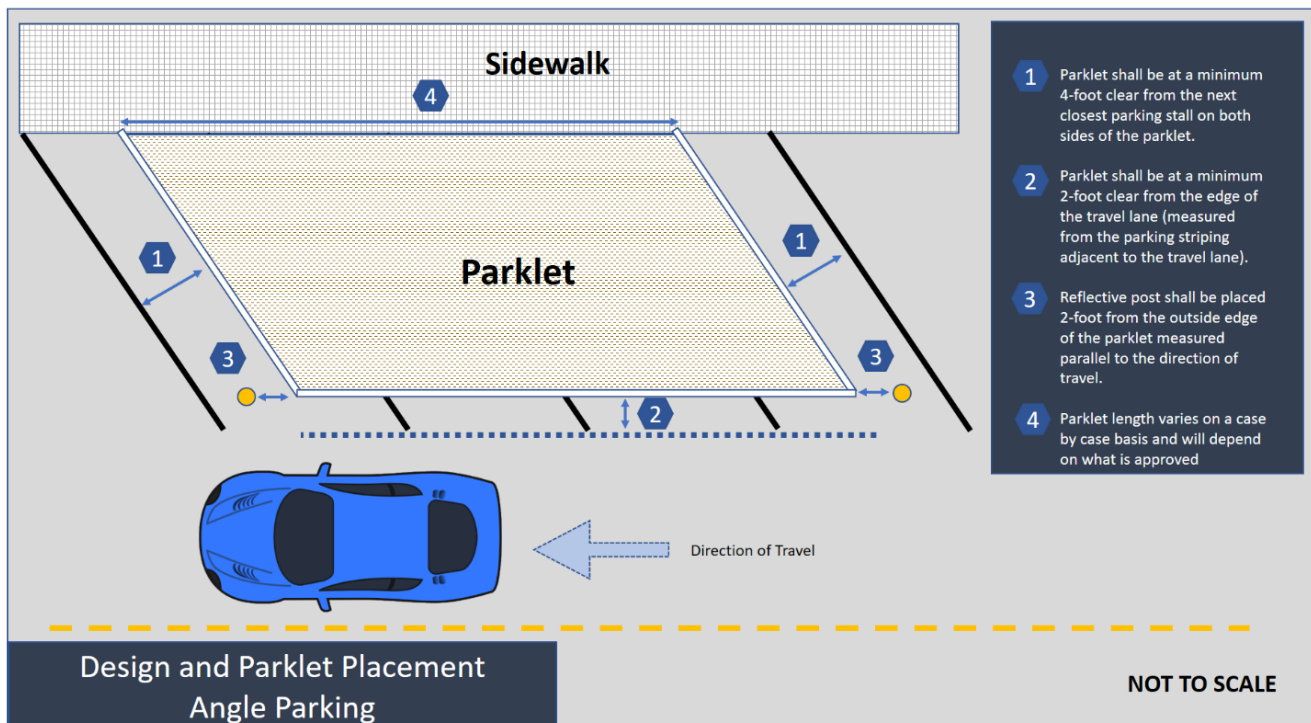 Sidewalk
4
1
1
Parklet
3
3
2
Direction of Travel
1
Parklet shall be at a minimum
4-foot clear from the next
closest parking stall on both
sides of the parklet.
2
Parklet shall be at a minimum
2-foot clear from the edge of
the travel lane (measured
from the parking striping
adjacent to the travel lane).
3
Reflective post shall be placed
2-foot from the outside edge
of the parklet measured
parallel to the direction of
travel.
4
Parklet length varies on a case
by case basis and will depend
on what is approved
Design and Parklet Placement
Angle Parking
NOT TO SCALE